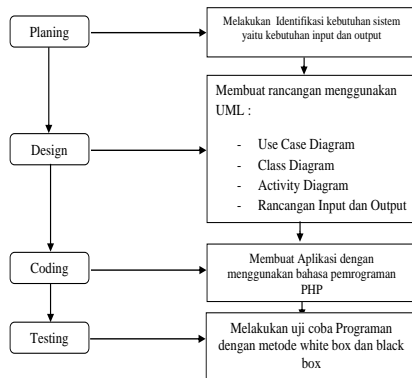 Planing
Melakukan Identifikasi kebutuhan sistem
yaitu kebutuhan input dan output
Design
Membuat rancangan menggunakan
UML :
- Use Case Diagram
- Class Diagram
- Activity Diagram
- Rancangan Input dan Output
Coding
Membuat Aplikasi dengan
menggunakan bahasa pemrograman
PHP
Testing
Melakukan uji coba Programan
dengan metode white box dan black
box